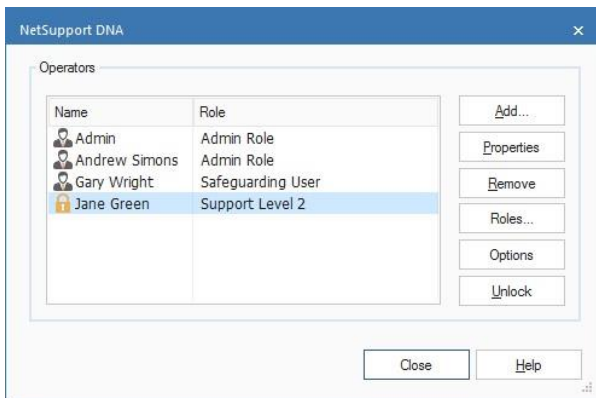 NetSupport DNA
Operators
Name Role
Admin Admin Role
Andrew Simons Admin Role
Gary Wright Safeguarding User
Jane Green Support Level 2
Add...
Properties
Remove
Roles...
Options
Unlock
Close Help